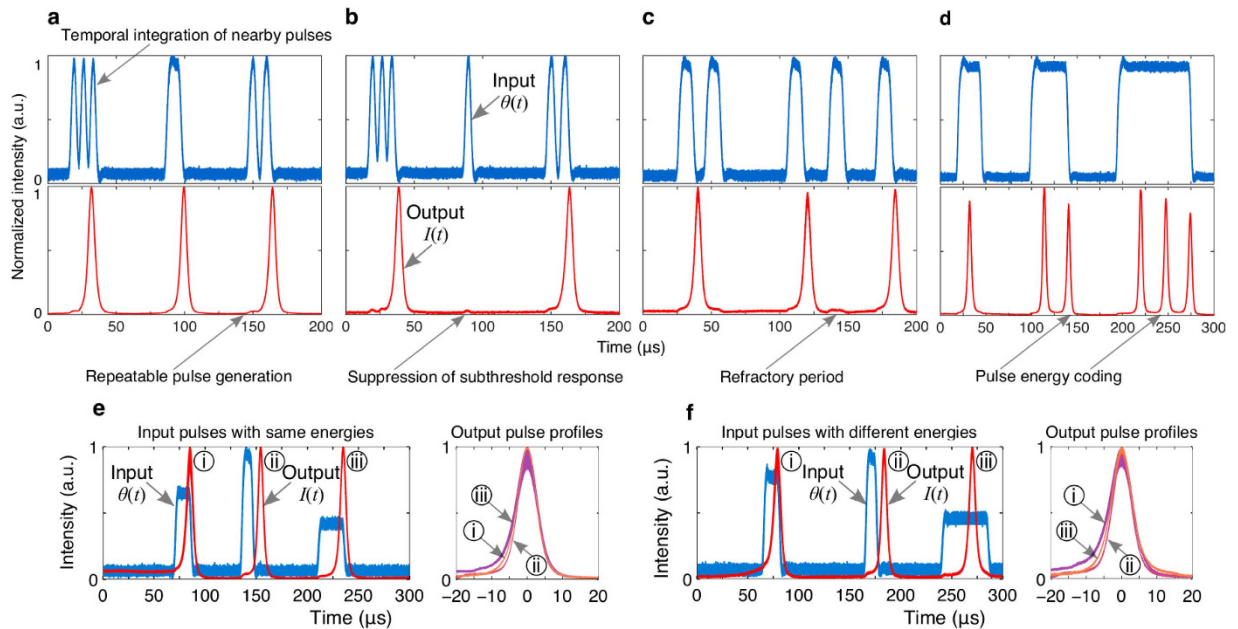 a
b
c
d
Temporal integration of nearby pulses
Input
θ(t)
Output
I(t)
Normalized intensity (a.u.)
1
0
1
0
0 50 100 150 200
0 50 100 150 200
0 50 100 150 200
0 50 100 150 200 250 300
Time (µs)
Repeatable pulse generation
Suppression of subthreshold response
Refractory period
Pulse energy coding
e
Input pulses with same energies
Output pulse profiles
Intensity (a.u.)
1
0
Input
θ(t)
i
ii
iii
Output
I(t)
0 50 100 150 200 250 300
Time (µs)
1
0
iii
i
ii
−20 −10 0 10 20
f
Input pulses with different energies
Output pulse profiles
Intensity (a.u.)
1
0
Input
θ(t)
i
ii
iii
Output
I(t)
0 50 100 150 200 250 300
Time (µs)
1
0
i
iii
ii
−20 −10 0 10 20